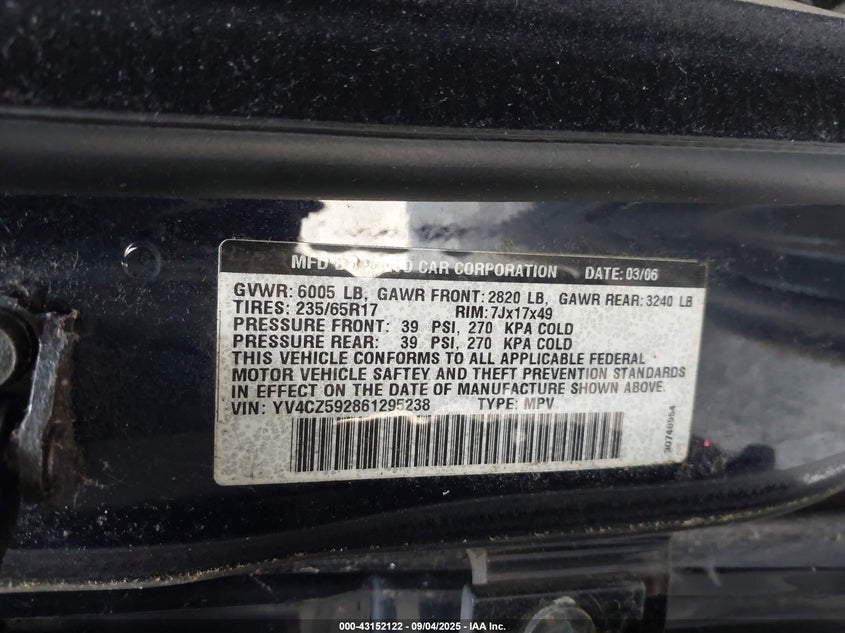 MFD CAR CORPORATION DATE: 03/06
GVWR: 6005 LB, GAWR FRONT: 2820 LB, GAWR REAR: 3240 LB
TIRES: 235/65R17 RIM: 7Jx17x49
PRESSURE FRONT: 39 PSI, 270 KPA COLD
PRESSURE REAR: 39 PSI, 270 KPA COLD
THIS VEHICLE CONFORMS TO ALL APPLICABLE FEDERAL
MOTOR VEHICLE SAFTEY AND THEFT PREVENTION STANDARDS
IN EFFECT ON THE DATE OF MANUFACTURE SHOWN ABOVE.
VIN: YV4CZ592861295238 TYPE: MPV
30748964
000-43152122 - 09/04/2025 - IAA Inc.